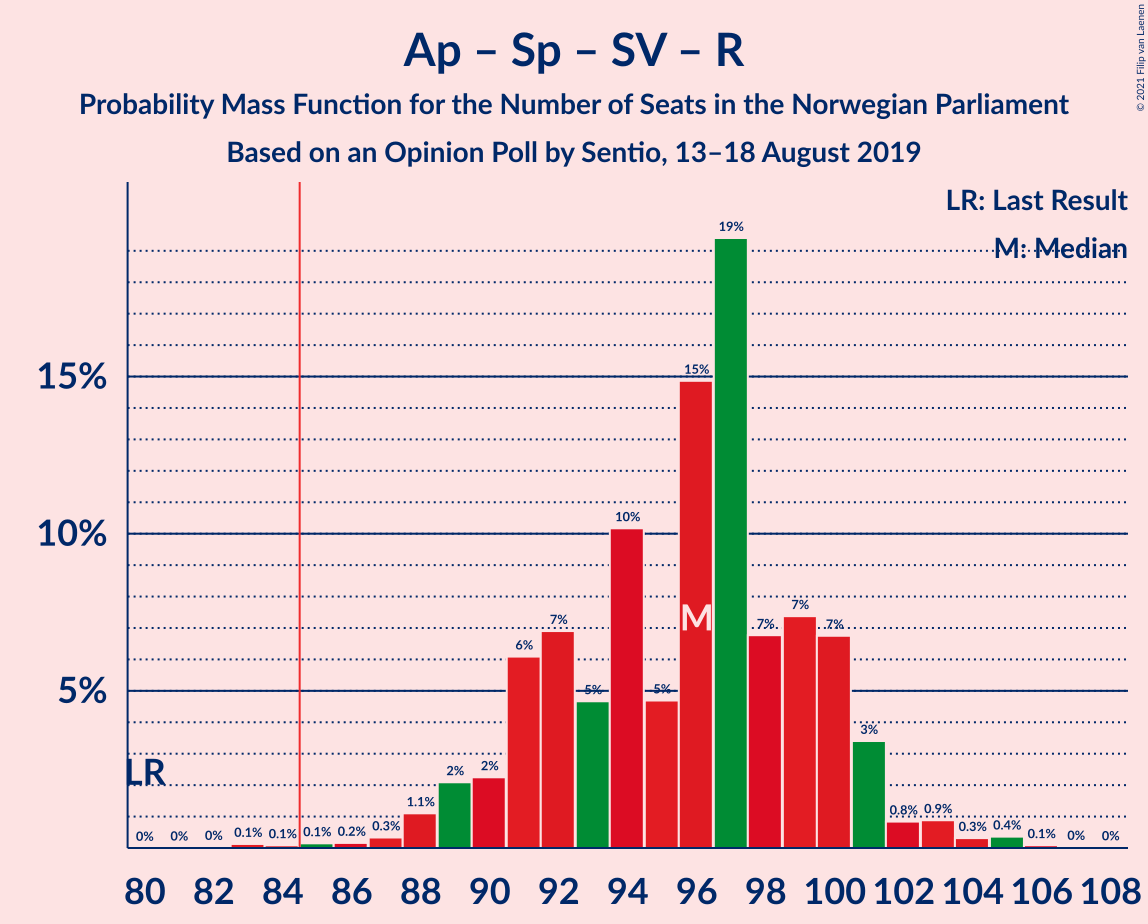 Ap – Sp – SV – R
Probability Mass Function for the Number of Seats in the Norwegian Parliament
Based on an Opinion Poll by Sentio, 13–18 August 2019
© 2021 Filip van Laenen
LR: Last Result
M: Median
15%
10%
5%
LR
M
0% 0% 0% 0.1% 0.1% 0.1% 0.2% 0.3% 1.1% 2% 2% 6% 7% 5% 10% 5% 15% 19% 7% 7% 7% 3% 0.8% 0.9% 0.3% 0.4% 0.1% 0% 0%
80 82 84 86 88 90 92 94 96 98 100 102 104 106 108